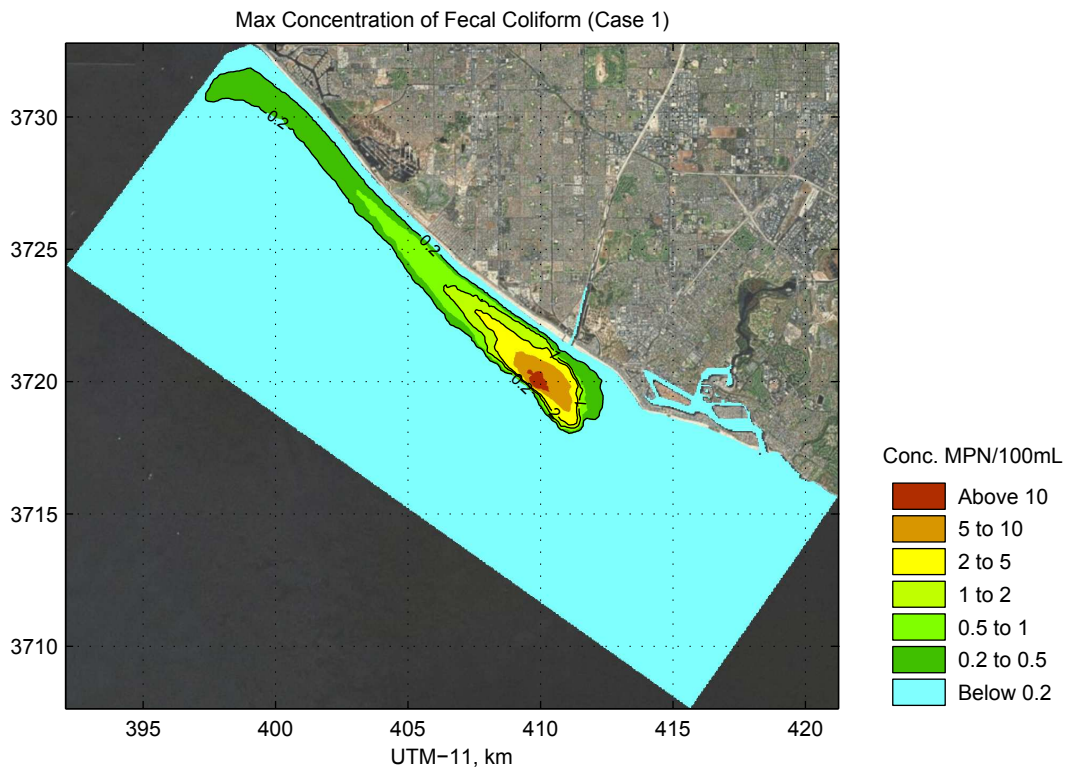 Max Concentration of Fecal Coliform (Case 1)
3730
3725
3720
3715
3710
0.2
0.2
0.2
2
1
395
400
405
410
415
420
UTM−11, km
Conc. MPN/100mL
Above 10
5 to 10
2 to 5
1 to 2
0.5 to 1
0.2 to 0.5
Below 0.2